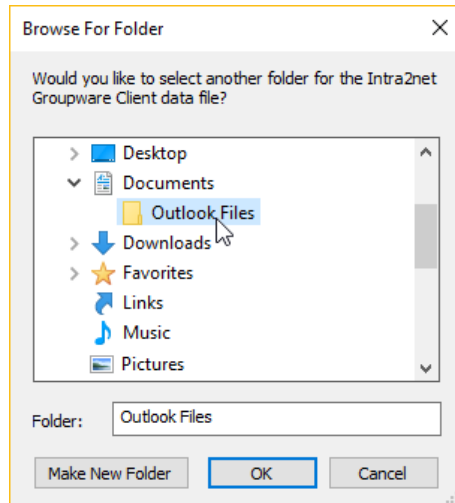 Browse For Folder
Would you like to select another folder for the Intra2net
Groupware Client data file?
Desktop
Documents
Outlook Files
Downloads
Favorites
Links
Music
Pictures
Folder: Outlook Files
Make New Folder OK Cancel